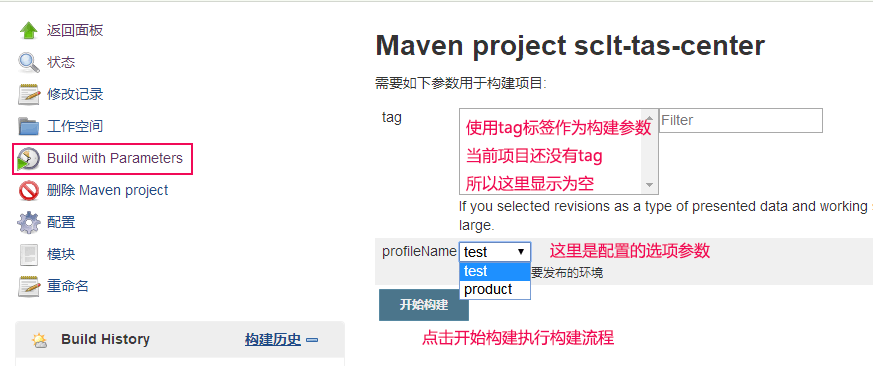 返回面板
状态
修改记录
工作空间
Build with Parameters
删除 Maven project
配置
模块
重命名
Build History 构建历史
Maven project sclt-tas-center
需要如下参数用于构建项目:
tag
使用tag标签作为构建参数
当前项目还没有tag
所以这里显示为空
Filter
If you selected revisions as a type of presented data and working
large.
profileName test 这里是配置的选项参数
test
product
要发布的环境
开始构建
点击开始构建执行构建流程